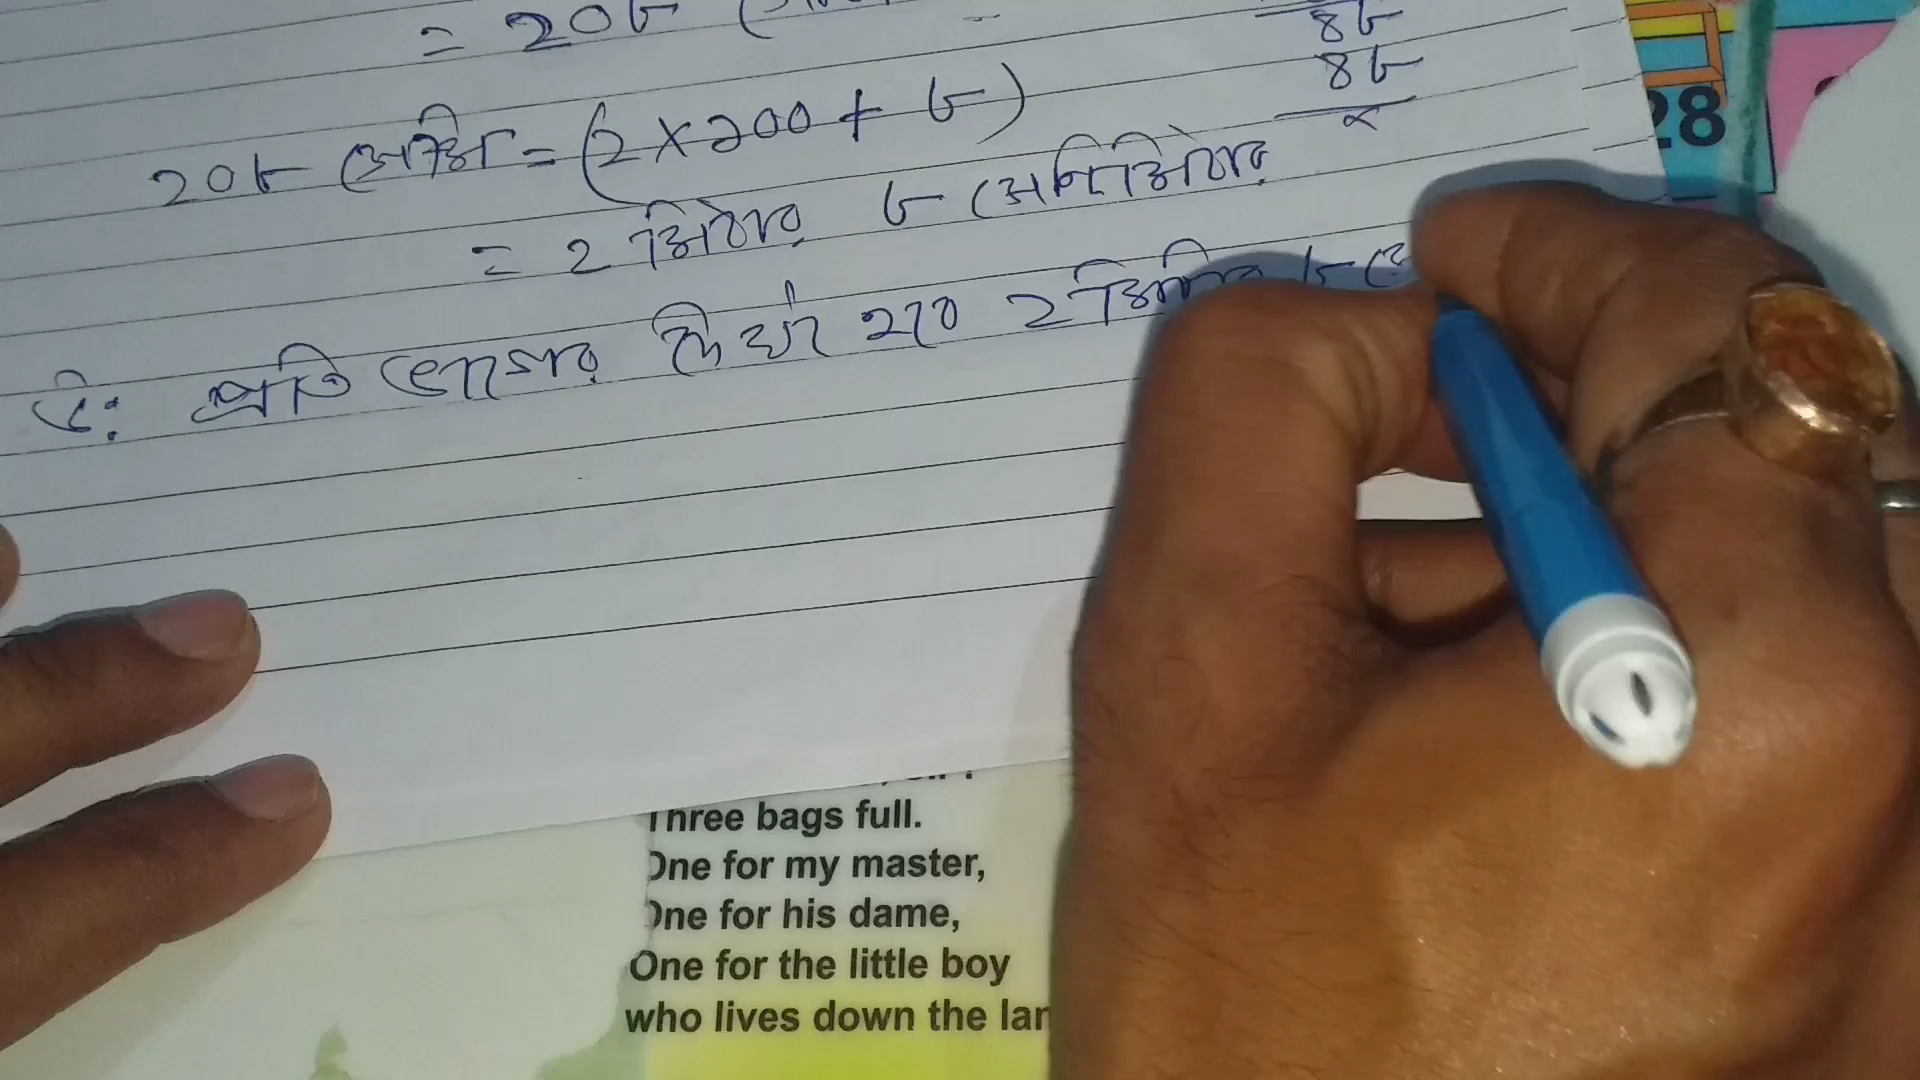 = ২০৮ (
৪৮
৪৮
×
২০৮ সেমি = (২ × ১০০ + ৮)
28
= ২ মিটার ৮ সেন্টিমিটার
উ: প্রতি ভাগের দৈর্ঘ্য হবে ২ মিটার ৮ সে
Three bags full.
One for my master,
One for his dame,
One for the little boy
who lives down the lan